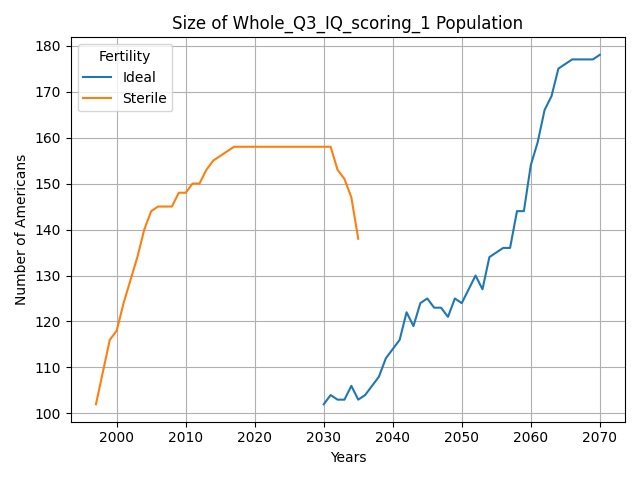 Size of Whole_Q3_IQ_scoring_1 Population
Fertility
Ideal
Sterile
Number of Americans
180
170
160
150
140
130
120
110
100
2000 2010 2020 2030 2040 2050 2060 2070
Years